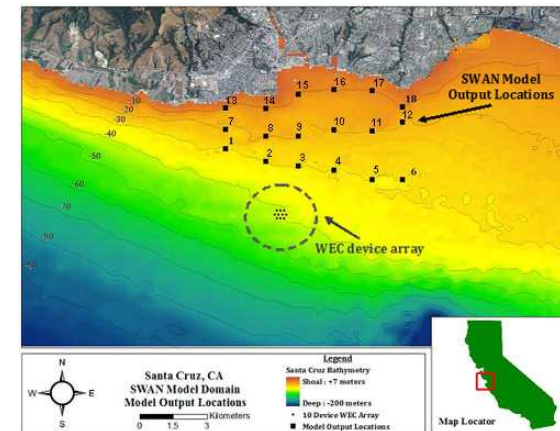 16
17
15
SWAN Model
Output Locations
13
14
18
-10
-20
-30
-40
12
7
8
9
10
11
1
-50
2
3
4
5
6
-60
-70
WEC device array
N
W
E
S
Santa Cruz, CA
SWAN Model Domain
Model Output Locations
Kilometers
0
1.5
3
Legend
Santa Cruz Bathymetry
Shoal : +7 meters
Deep : -200 meters
10 Device WEC Array
Model Output Locations
Map Locator